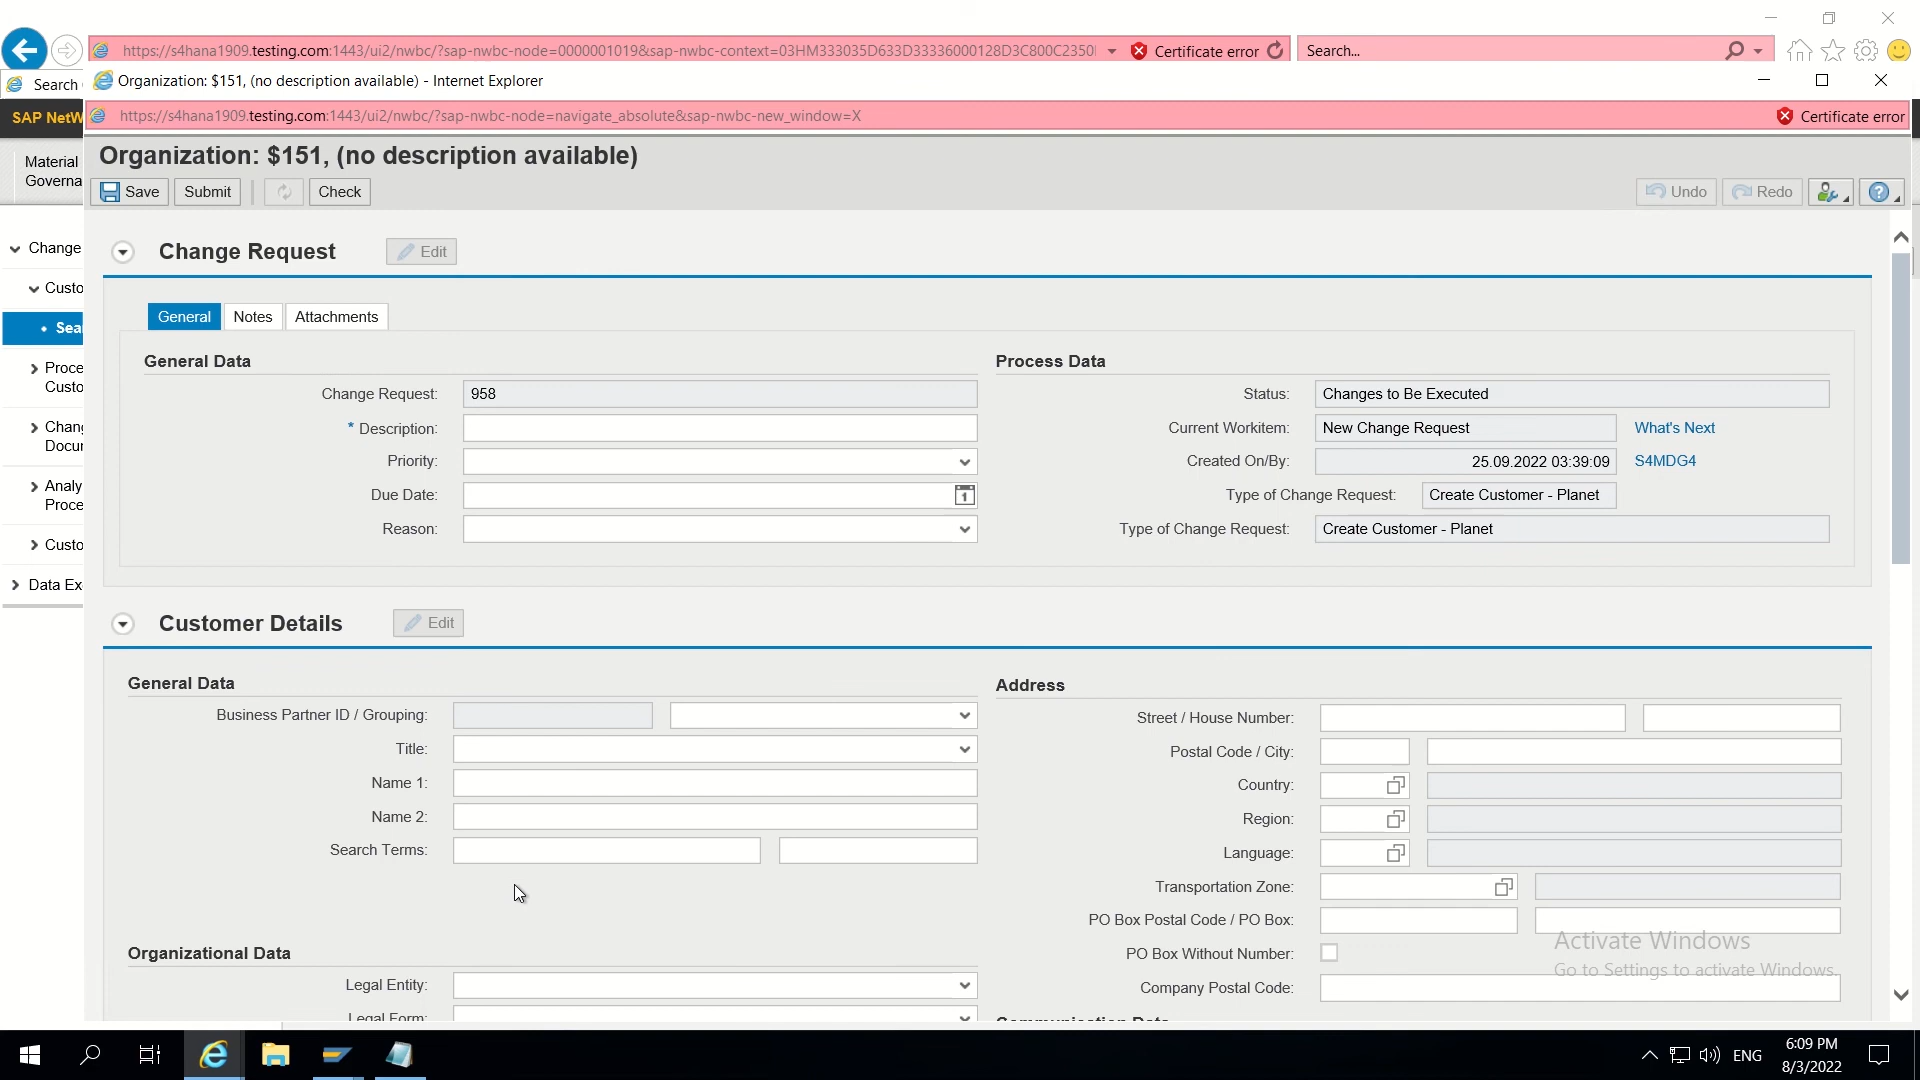 https://s4hana1909.testing.com:1443/ui2/nwbc/?sap-nwbc-node=0000001019&sap-nwbc-context=03HM333035D633D33336000128D3C800C2350
Certificate error
Search...
Search
Organization: $151, (no description available) - Internet Explorer
https://s4hana1909.testing.com:1443/ui2/nwbc/?sap-nwbc-node=navigate_absolute&sap-nwbc-new_window=X
Certificate error
SAP NetW
Material
Governa
Change
Custo
Sea
Proce
Custo
Chang
Docum
Analy
Proce
Custo
Data Ex
Organization: $151, (no description available)
Save
Submit
Check
Undo
Redo
Change Request
Edit
General
Notes
Attachments
General Data
Change Request: 958
* Description:
Priority:
Due Date:
Reason:
Process Data
Status: Changes to Be Executed
Current Workitem: New Change Request What's Next
Created On/By: 25.09.2022 03:39:09 S4MDG4
Type of Change Request: Create Customer - Planet
Type of Change Request: Create Customer - Planet
Customer Details
Edit
General Data
Business Partner ID / Grouping:
Title:
Name 1:
Name 2:
Search Terms:
Organizational Data
Legal Entity:
Legal Form:
Address
Street / House Number:
Postal Code / City:
Country:
Region:
Language:
Transportation Zone:
PO Box Postal Code / PO Box:
PO Box Without Number:
Company Postal Code:
Communication Data
Activate Windows
Go to Settings to activate Windows.
ENG
6:09 PM
8/3/2022